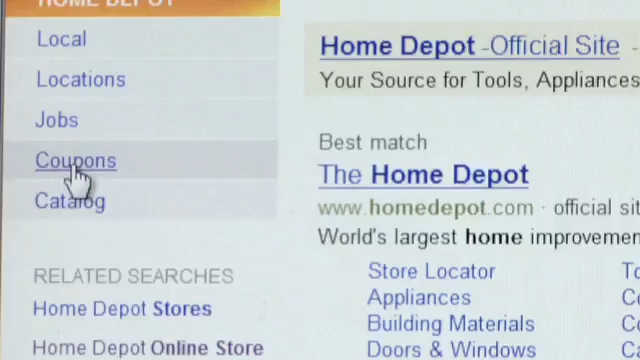 HOME DEPOT
Local
Locations
Jobs
Coupons
Catalog
RELATED SEARCHES
Home Depot Stores
Home Depot Online Store
Home Depot -Official Site -
Your Source for Tools, Appliances
Best match
The Home Depot
www.homedepot.com · official
World's largest home
Store Locator
Appliances
Building Materials
Doors & Windows